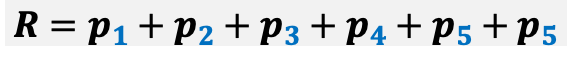 R = p₁ + p₂ + p₃ + p₄ + p₅ + p₅